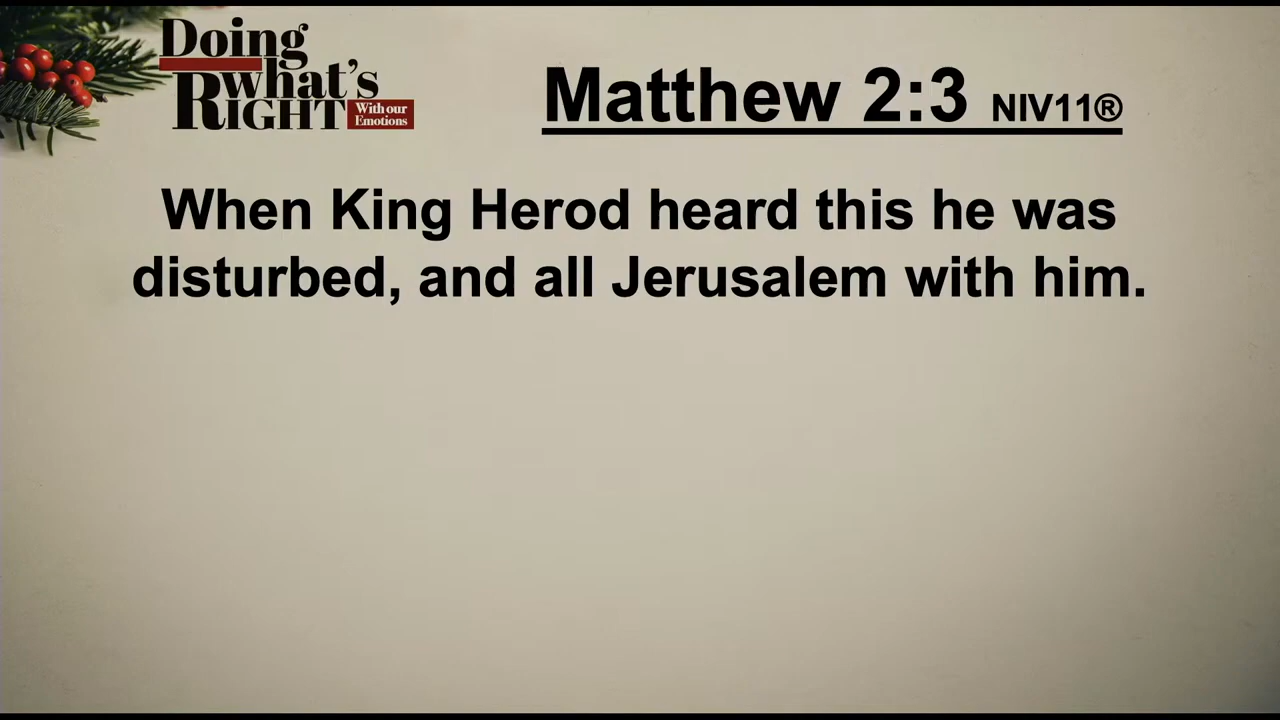 Doing
what's
RIGHT
With our
Emotions
Matthew 2:3 NIV11®
When King Herod heard this he was
disturbed, and all Jerusalem with him.